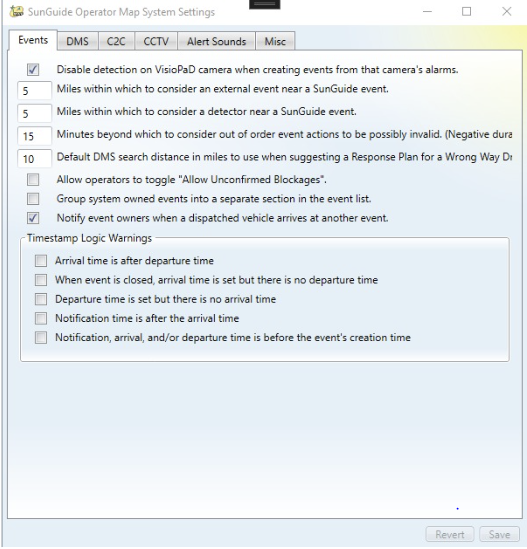 SunGuide Operator Map System Settings
Events DMS C2C CCTV Alert Sounds Misc
Disable detection on VisioPaD camera when creating events from that camera's alarms.
5 Miles within which to consider an external event near a SunGuide event.
5 Miles within which to consider a detector near a SunGuide event.
15 Minutes beyond which to consider out of order event actions to be possibly invalid. (Negative dura
10 Default DMS search distance in miles to use when suggesting a Response Plan for a Wrong Way Dr
Allow operators to toggle "Allow Unconfirmed Blockages".
Group system owned events into a separate section in the event list.
Notify event owners when a dispatched vehicle arrives at another event.
Timestamp Logic Warnings
Arrival time is after departure time
When event is closed, arrival time is set but there is no departure time
Departure time is set but there is no arrival time
Notification time is after the arrival time
Notification, arrival, and/or departure time is before the event's creation time
Revert Save